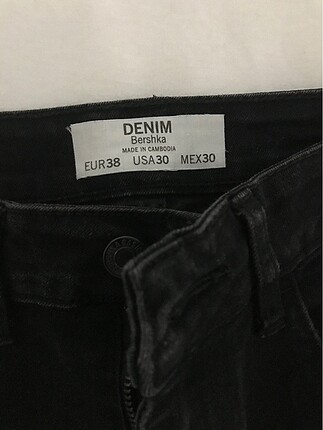 DENIM
Bershka
MADE IN CAMBODIA
EUR38 USA30 MEX30